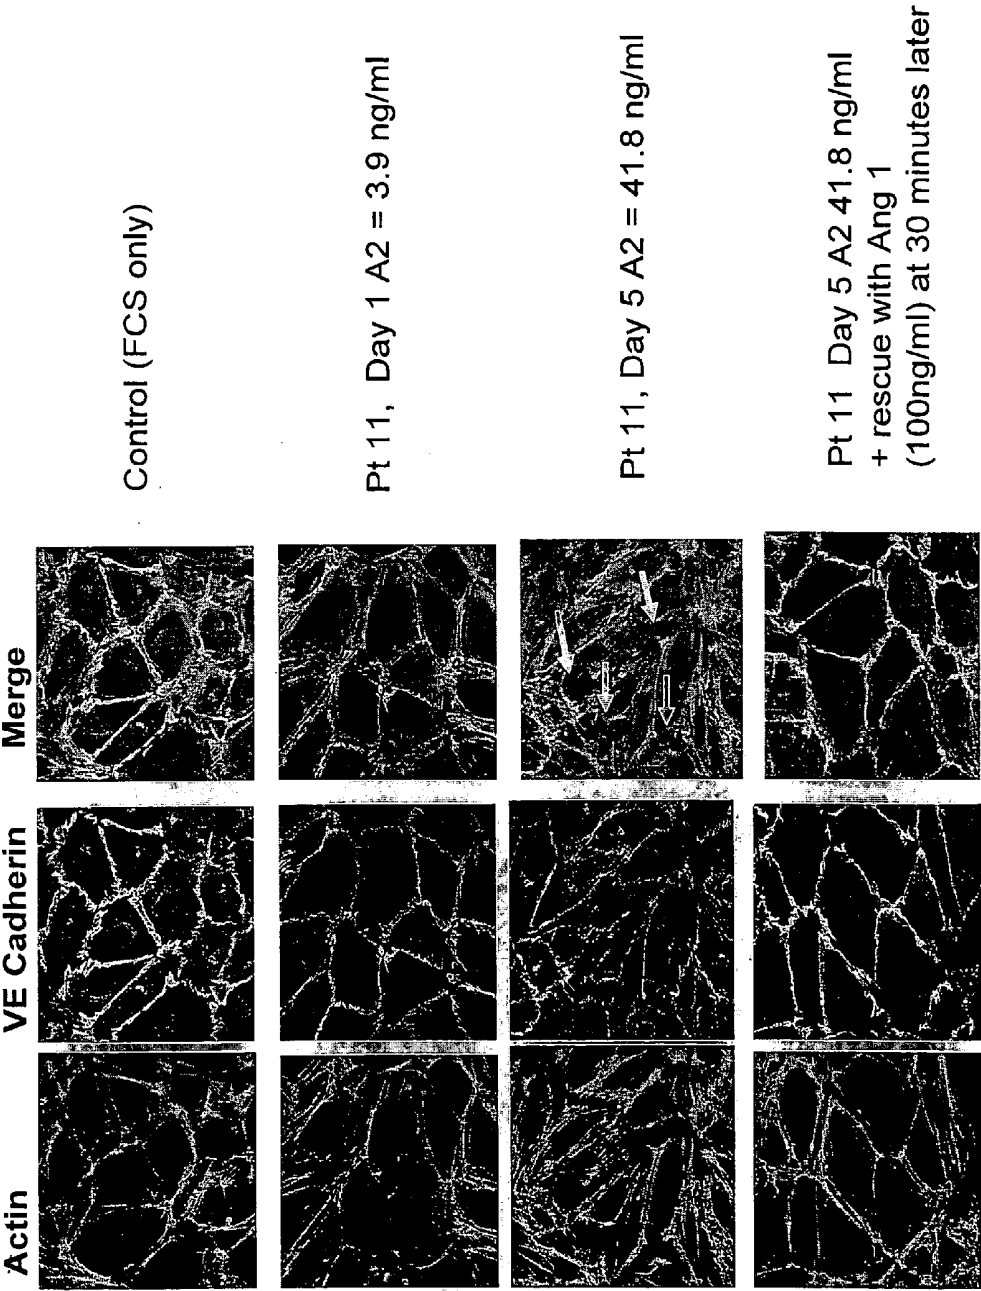 Actin
VE Cadherin
Merge
Control (FCS only)
Pt 11, Day 1 A2 = 3.9 ng/ml
Pt 11, Day 5 A2 = 41.8 ng/ml
Pt 11 Day 5 A2 41.8 ng/ml
+ rescue with Ang 1
(100ng/ml) at 30 minutes later